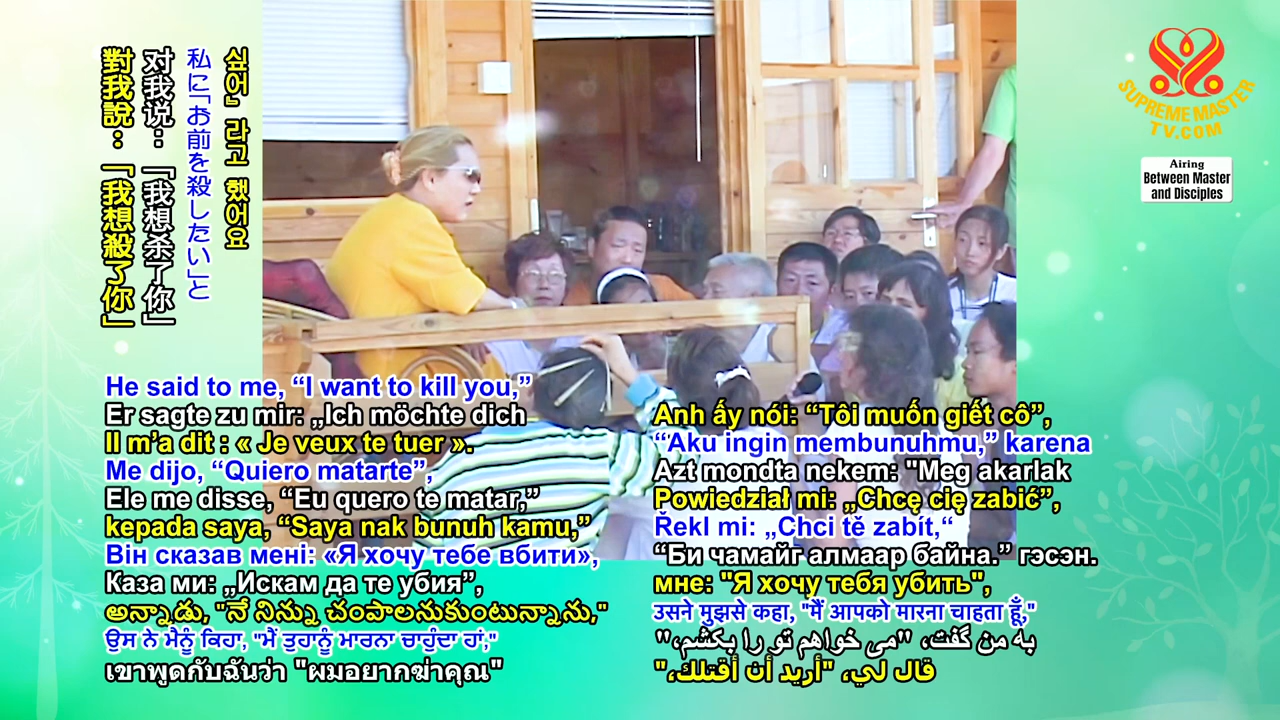 싶어』 라고 했어요
私に「お前を殺したい」と
对我说：「我想杀了你」
對我說：「我想殺了你」
SUPREME MASTER
TV.COM
Airing
Between Master
and Disciples
He said to me, “I want to kill you,”
Er sagte zu mir: „Ich möchte dich
Il m’a dit : « Je veux te tuer ».
Me dijo, “Quiero matarte”,
Ele me disse, “Eu quero te matar,”
kepada saya, “Saya nak bunuh kamu,”
Він сказав мені: «Я хочу тебе вбити»,
Каза ми: „Искам да те убия”,
అన్నాడు, "నే నిన్ను చంపాలనుకుంటున్నాను,"
ਉਸ ਨੇ ਮੈਨੂੰ ਕਿਹਾ, "ਮੈਂ ਤੁਹਾਨੂੰ ਮਾਰਨਾ ਚਾਹੁੰਦਾ ਹਾਂ,"
เขาพูดกับฉันว่า "ผมอยากฆ่าคุณ"
Anh ấy nói: “Tôi muốn giết cô”,
“Aku ingin membunuhmu,” karena
Azt mondta nekem: "Meg akarlak
Powiedział mi: „Chcę cię zabić”,
Řekl mi: „Chci tě zabít,“
“Би чамайг алмаар байна.” гэсэн.
мне: "Я хочу тебя убить",
उसने मुझसे कहा, "मैं आपको मारना चाहता हूँ,"
به من گفت، "می خواهم تو را بکشم،"
قال لي، "أريد أن أقتلك،"